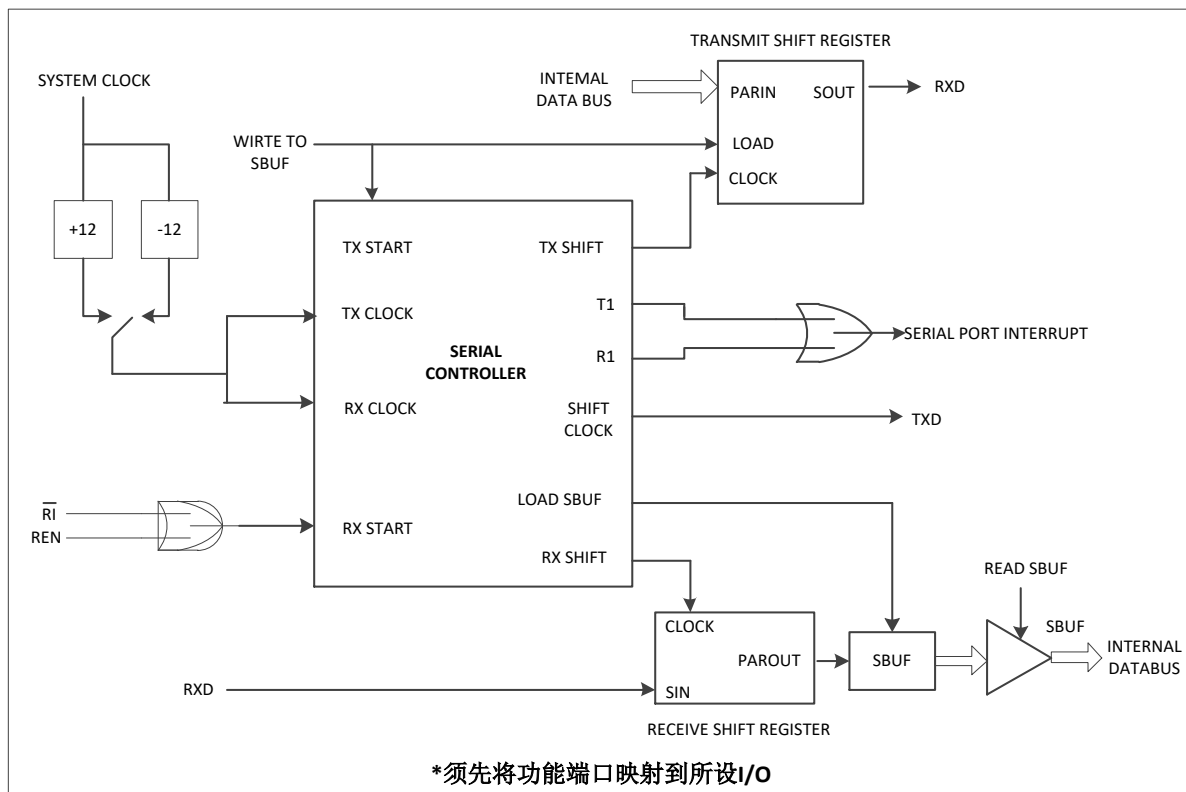 TRANSMIT SHIFT REGISTER
SYSTEM CLOCK
INTEMAL
DATA BUS
PARIN
SOUT
RXD
WIRTE TO
SBUF
LOAD
CLOCK
+12
-12
TX START
TX SHIFT
TX CLOCK
T1
SERIAL PORT INTERRUPT
R1
SERIAL
CONTROLLER
RX CLOCK
SHIFT
CLOCK
TXD
LOAD SBUF
RI
REN
RX START
RX SHIFT
READ SBUF
CLOCK
SBUF
PAROUT
SBUF
INTERNAL
DATABUS
RXD
SIN
RECEIVE SHIFT REGISTER
*须先将功能端口映射到所设I/O